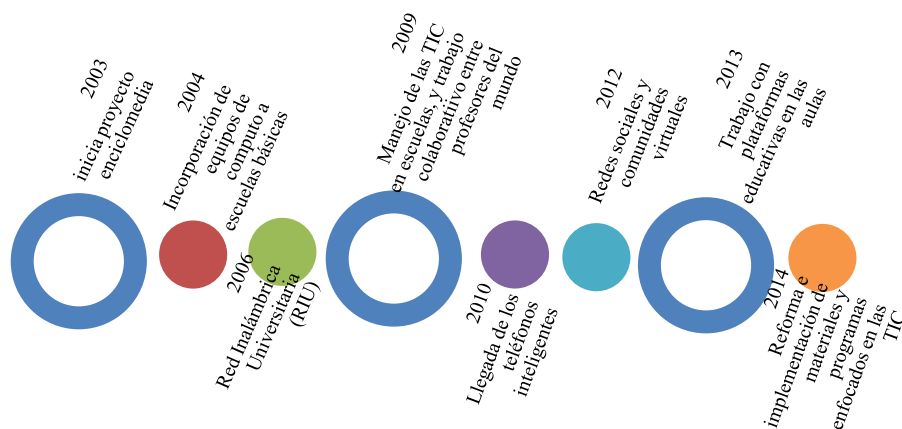 2003
inicia proyecto
enciclomedia
2004
Incorporación de
equipos de
computo a
escuelas básicas
2006
Red Inalámbrica
Universitaria
(RIU)
2009
Manejo de las TIC
en escuelas, y trabajo
colaboratiivo entre
profesores del
mundo
2010
Llegada de los
teléfonos
inteligentes
2012
Redes sociales y
comunidades
virtuales
2013
Trabajo con
plataformas
educativas en las
aulas
2014
Reforma e
implementación de
materiales y
programas
enfocados en las
TIC